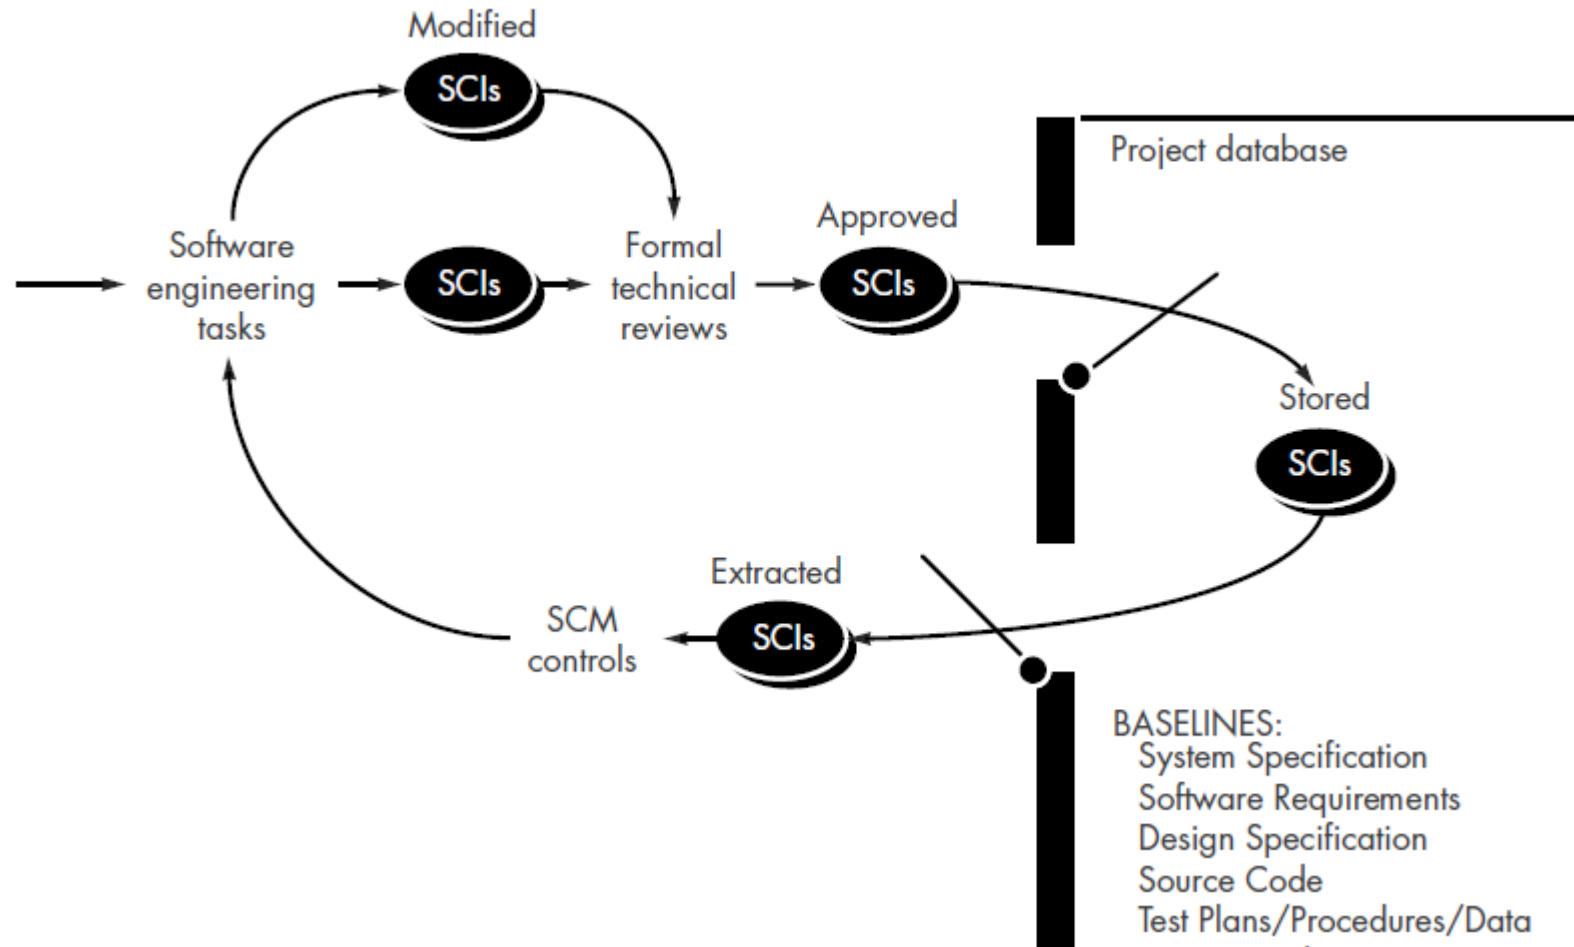 Modified
SCIs
Project database
Approved
Software
engineering
tasks
SCIs
Formal
technical
reviews
SCIs
Stored
SCIs
Extracted
SCIs
SCM
controls
BASELINES:
System Specification
Software Requirements
Design Specification
Source Code
Test Plans/Procedures/Data